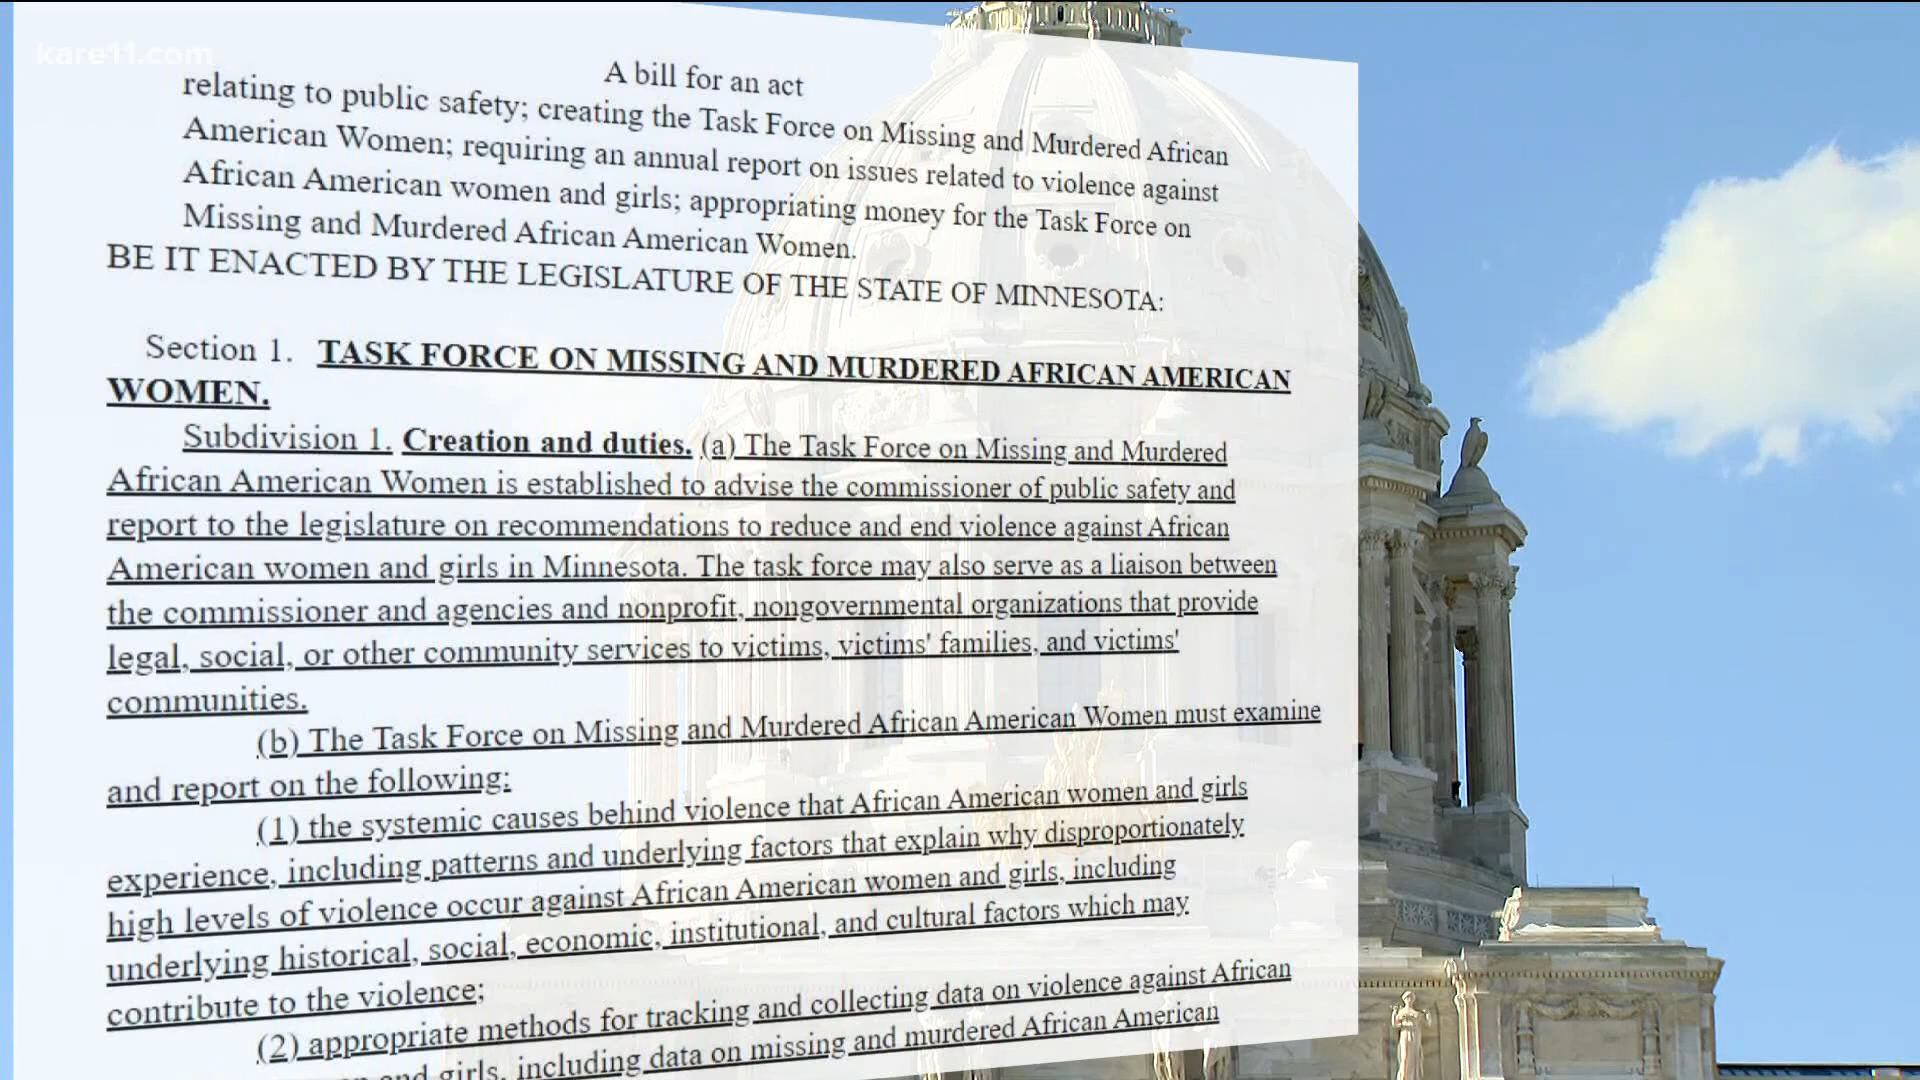 kare11.com
A bill for an act
relating to public safety; creating the Task Force on Missing and Murdered African
American Women; requiring an annual report on issues related to violence against
African American women and girls; appropriating money for the Task Force on
Missing and Murdered African American Women.
BE IT ENACTED BY THE LEGISLATURE OF THE STATE OF MINNESOTA:
Section 1. TASK FORCE ON MISSING AND MURDERED AFRICAN AMERICAN
WOMEN.
Subdivision 1. Creation and duties. (a) The Task Force on Missing and Murdered
African American Women is established to advise the commissioner of public safety and
report to the legislature on recommendations to reduce and end violence against African
American women and girls in Minnesota. The task force may also serve as a liaison between
the commissioner and agencies and nonprofit, nongovernmental organizations that provide
legal, social, or other community services to victims, victims' families, and victims'
communities.
(b) The Task Force on Missing and Murdered African American Women must examine
and report on the following:
(1) the systemic causes behind violence that African American women and girls
experience, including patterns and underlying factors that explain why disproportionately
high levels of violence occur against African American women and girls, including
underlying historical, social, economic, institutional, and cultural factors which may
contribute to the violence;
(2) appropriate methods for tracking and collecting data on violence against African
and girls, including data on missing and murdered African American